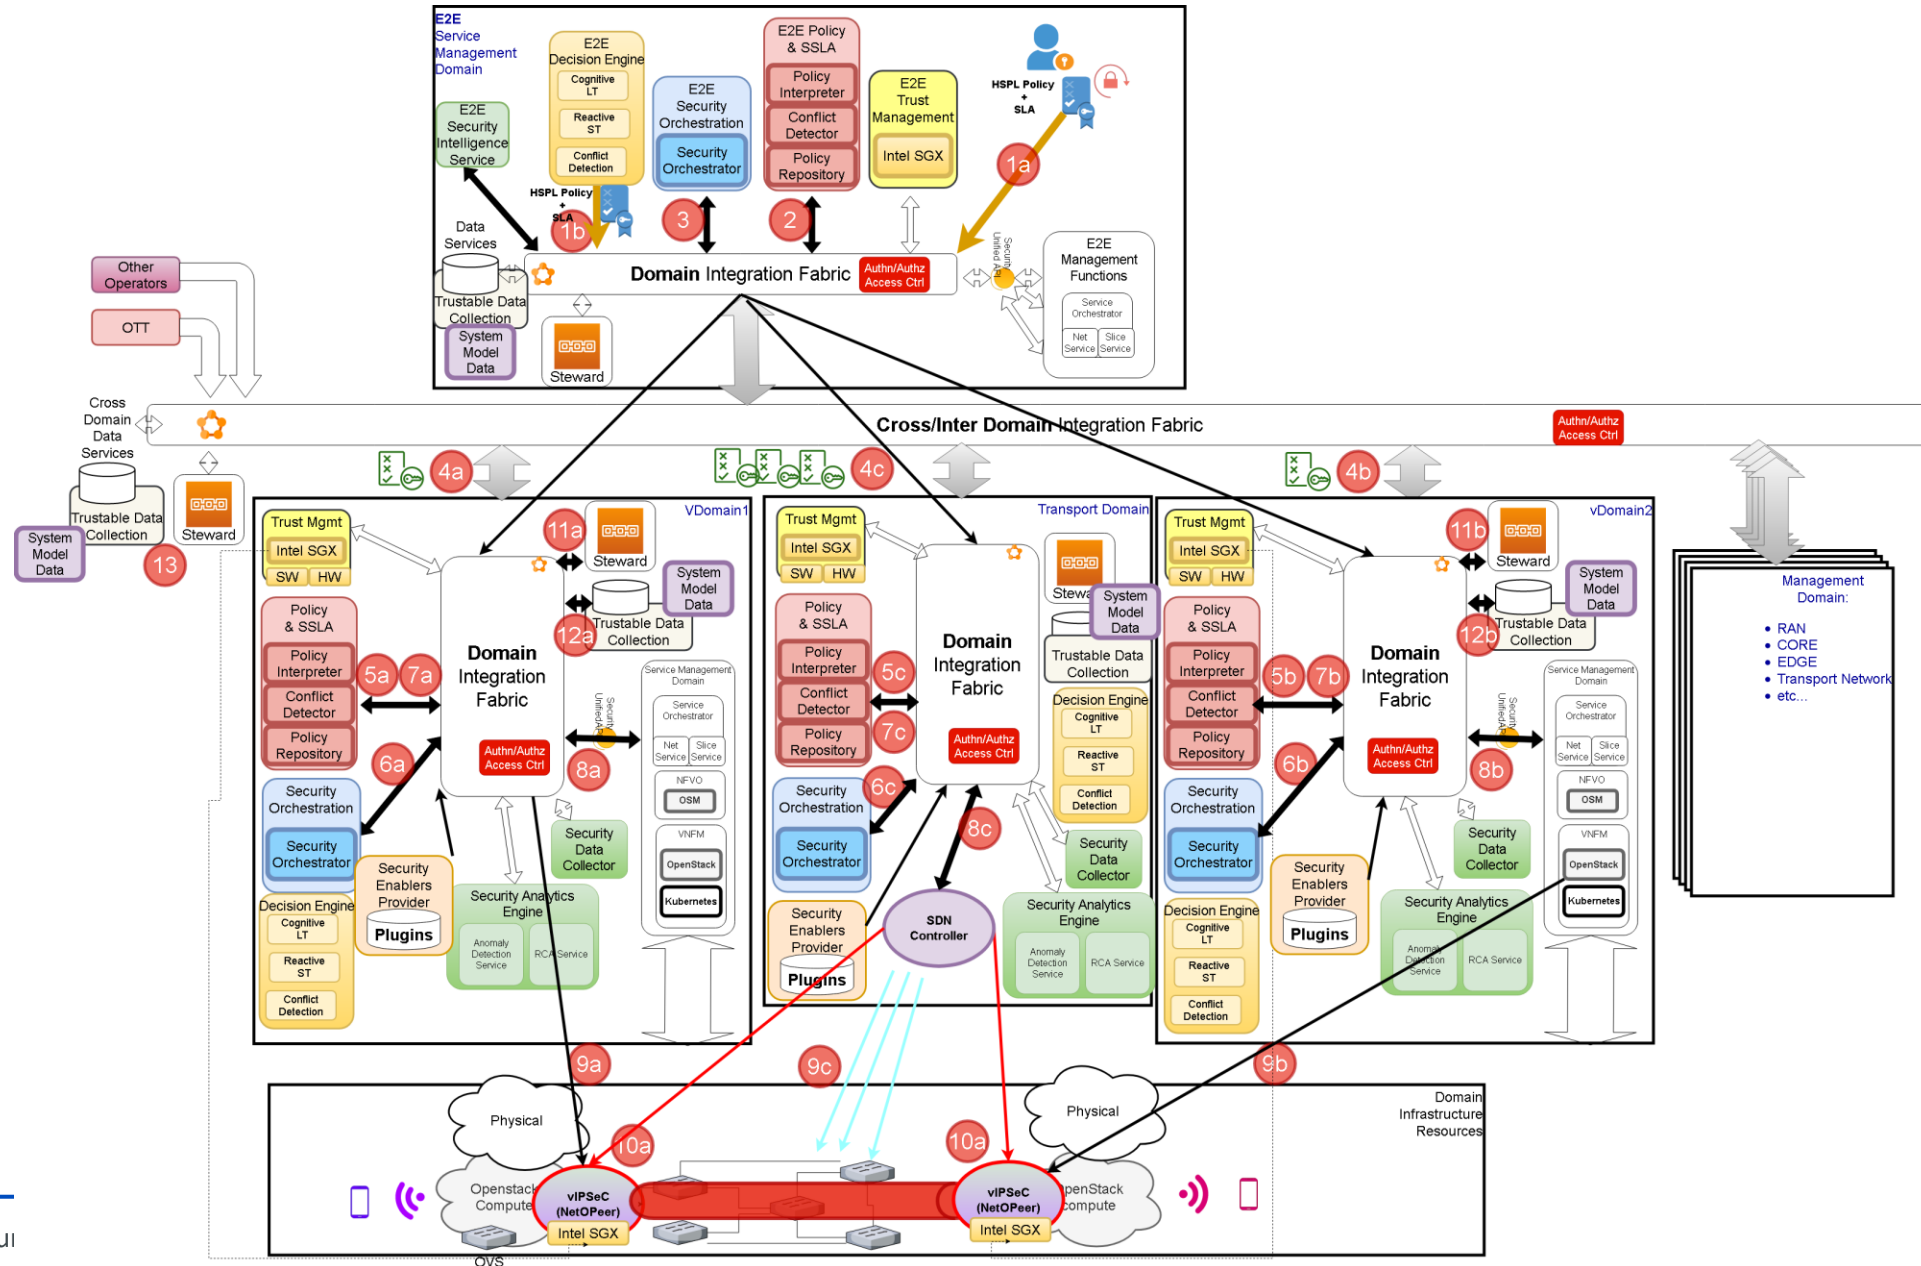 E2E
Service
Management
Domain
E2E
Security
Intelligence
Service
E2E
Decision Engine
Cognitive
LT
Reactive
ST
Conflict
Detection
HSPL Policy
+
SLA
1b
E2E
Security
Orchestration
Security
Orchestrator
3
E2E Policy
& SSLA
Policy
Interpreter
Conflict
Detector
Policy
Repository
2
E2E
Trust
Management
Intel SGX
HSPL Policy
+
SLA
1a
Data
Services
Trustable Data
Collection
System
Model
Data
Domain Integration Fabric
Authn/Authz
Access Ctrl
Steward
Security
Unified API
E2E
Management
Functions
Service
Orchestrator
Net
Service
Slice
Service
Other
Operators
OTT
Cross
Domain
Data
Services
Trustable Data
Collection
System
Model
Data
13
Steward
Cross/Inter Domain Integration Fabric
Authn/Authz
Access Ctrl
4a
4c
4b
VDomain1
Trust Mgmt
Intel SGX
SW
HW
Policy
& SSLA
Policy
Interpreter
Conflict
Detector
Policy
Repository
5a
7a
6a
Security
Orchestration
Security
Orchestrator
Decision Engine
Cognitive
LT
Reactive
ST
Conflict
Detection
Domain
Integration
Fabric
Authn/Authz
Access Ctrl
11a
Steward
12a
Trustable Data
Collection
System
Model
Data
8a
Security
Service Management
Domain
Service
Orchestrator
Net
Service
Slice
Service
NFVO
OSM
VNFM
OpenStack
Kubernetes
Security
Data
Collector
Security
Enablers
Provider
Plugins
Security Analytics
Engine
Anomaly
Detection
Service
RCA Service
Transport Domain
Trust Mgmt
Intel SGX
SW
HW
Policy
& SSLA
Policy
Interpreter
Conflict
Detector
Policy
Repository
5c
7c
6c
8c
Security
Orchestration
Security
Orchestrator
Domain
Integration
Fabric
Authn/Authz
Access Ctrl
System
Model
Data
Trustable Data
Collection
Decision Engine
Cognitive
LT
Reactive
ST
Conflict
Detection
Security
Data
Collector
Security
Enablers
Provider
Plugins
SDN
Controller
Security Analytics
Engine
Anomaly
Detection
Service
RCA Service
vDomain2
Trust Mgmt
Intel SGX
SW
HW
Policy
& SSLA
Policy
Interpreter
Conflict
Detector
Policy
Repository
5b
7b
6b
Security
Orchestration
Security
Orchestrator
Decision Engine
Cognitive
LT
Reactive
ST
Conflict
Detection
Domain
Integration
Fabric
Authn/Authz
Access Ctrl
11b
Steward
12b
Trustable Data
Collection
System
Model
Data
8b
Security
Service Management
Domain
Service
Orchestrator
Net
Service
Slice
Service
NFVO
OSM
VNFM
OpenStack
Kubernetes
Security
Data
Collector
Security
Enablers
Provider
Plugins
Security Analytics
Engine
Anomaly
Detection
Service
RCA Service
Management
Domain:
• RAN
• CORE
• EDGE
• Transport Network
• etc...
9a
9c
9b
Domain
Infrastructure
Resources
Physical
Openstack
Compute
OVS
10a
vIPSeC
(NetOPeer)
Intel SGX
10a
Physical
vIPSeC
(NetOPeer)
Intel SGX